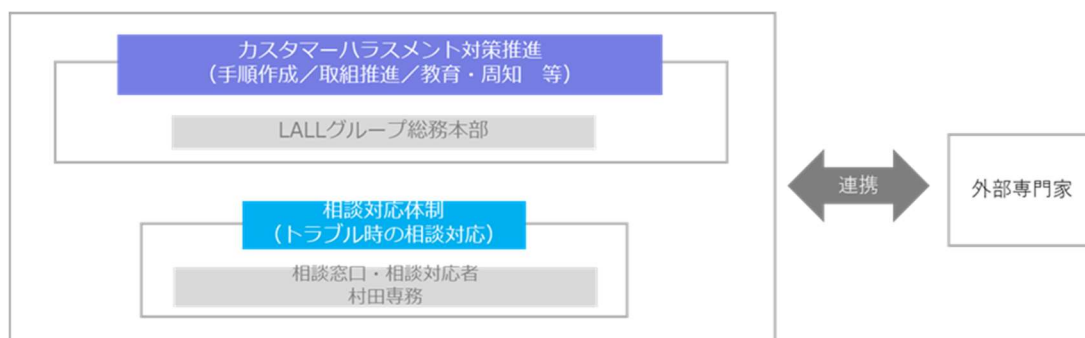 カスタマーハラスメント対策推進
（手順作成／取組推進／教育・周知　等）
LALLグループ総務本部
相談対応体制
（トラブル時の相談対応）
相談窓口・相談対応者
村田専務
連携
外部専門家